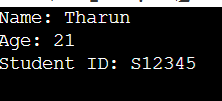 Name: Tharun
Age: 21
Student ID: S12345